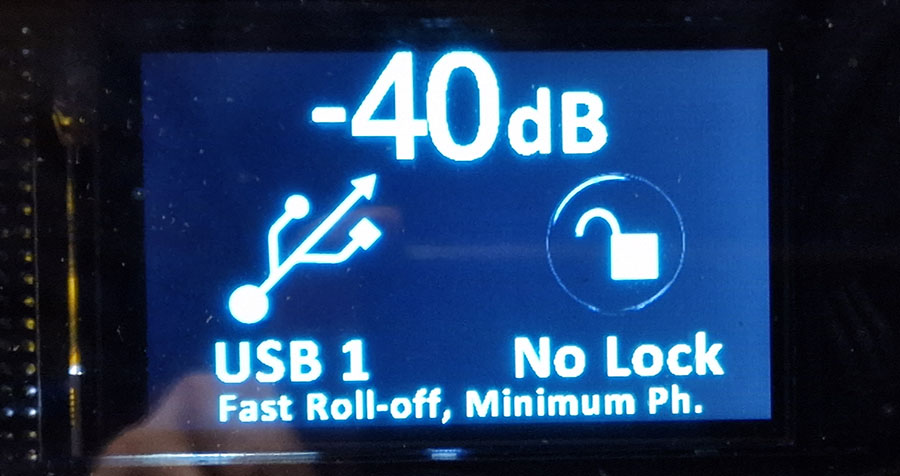 -40dB
USB 1 No Lock
Fast Roll-off, Minimum Ph.